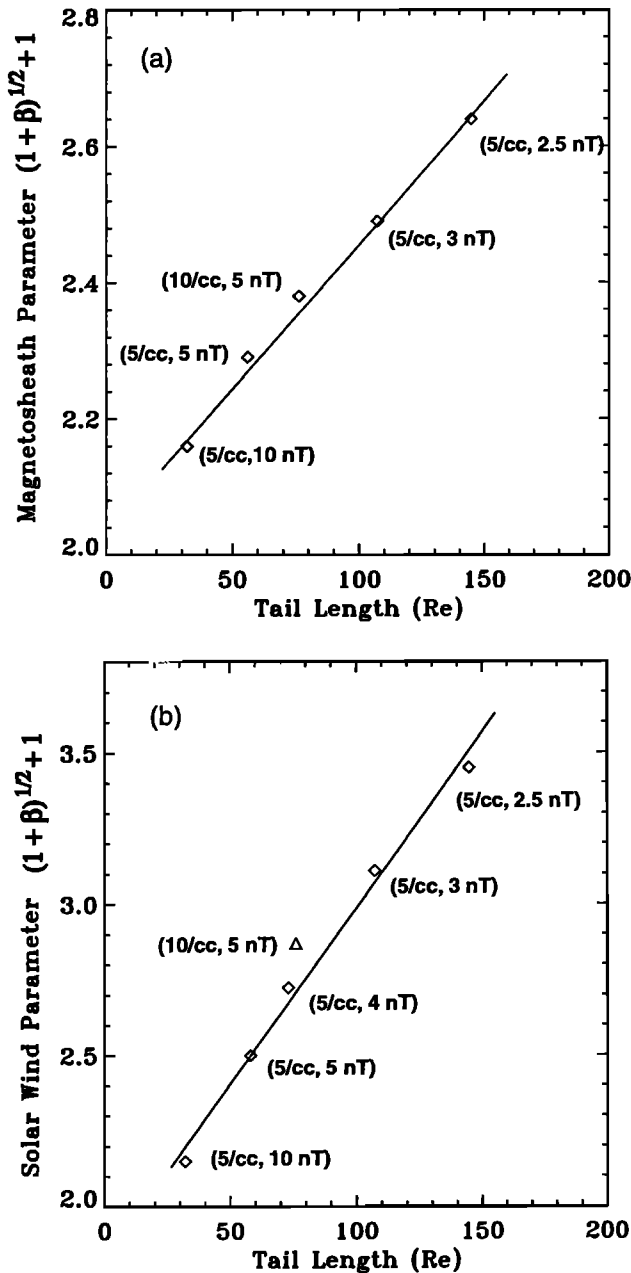 (a)
Magnetosheath Parameter (1+β)^1/2+1
2.8
2.6
2.4
2.2
2.0
(5/cc, 2.5 nT)
(5/cc, 3 nT)
(10/cc, 5 nT)
(5/cc, 5 nT)
(5/cc,10 nT)
0 50 100 150 200
Tail Length (Re)
(b)
Solar Wind Parameter (1+β)^1/2+1
3.5
3.0
2.5
2.0
(5/cc, 2.5 nT)
(5/cc, 3 nT)
(10/cc, 5 nT)
(5/cc, 4 nT)
(5/cc, 5 nT)
(5/cc, 10 nT)
0 50 100 150 200
Tail Length (Re)